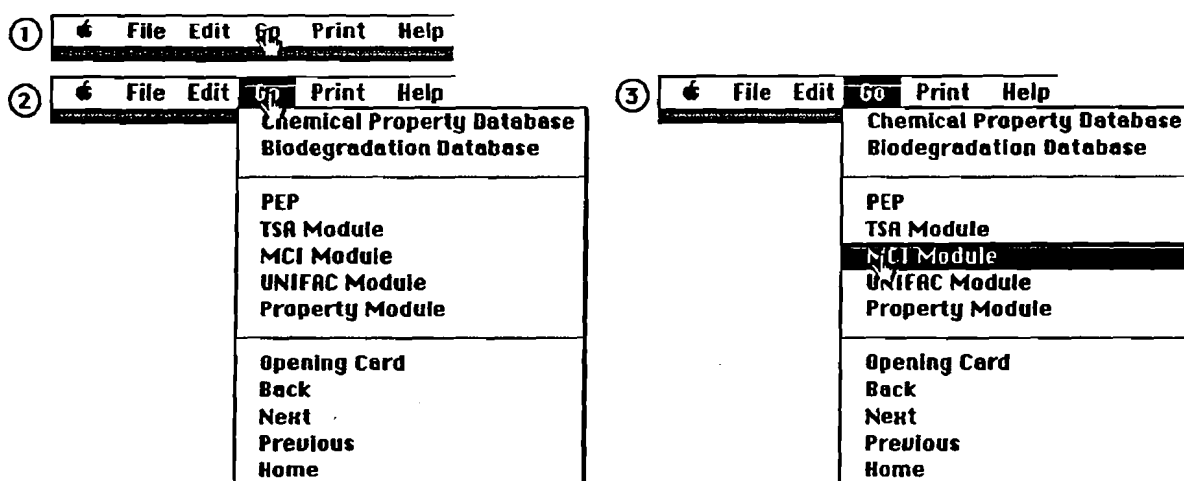 ① File Edit Go Print Help
② File Edit Go Print Help
Chemical Property Database
Biodegradation Database
PEP
TSA Module
MCI Module
UNIFAC Module
Property Module
Opening Card
Back
Next
Previous
Home
③ File Edit Go Print Help
Chemical Property Database
Biodegradation Database
PEP
TSA Module
MCI Module
UNIFAC Module
Property Module
Opening Card
Back
Next
Previous
Home